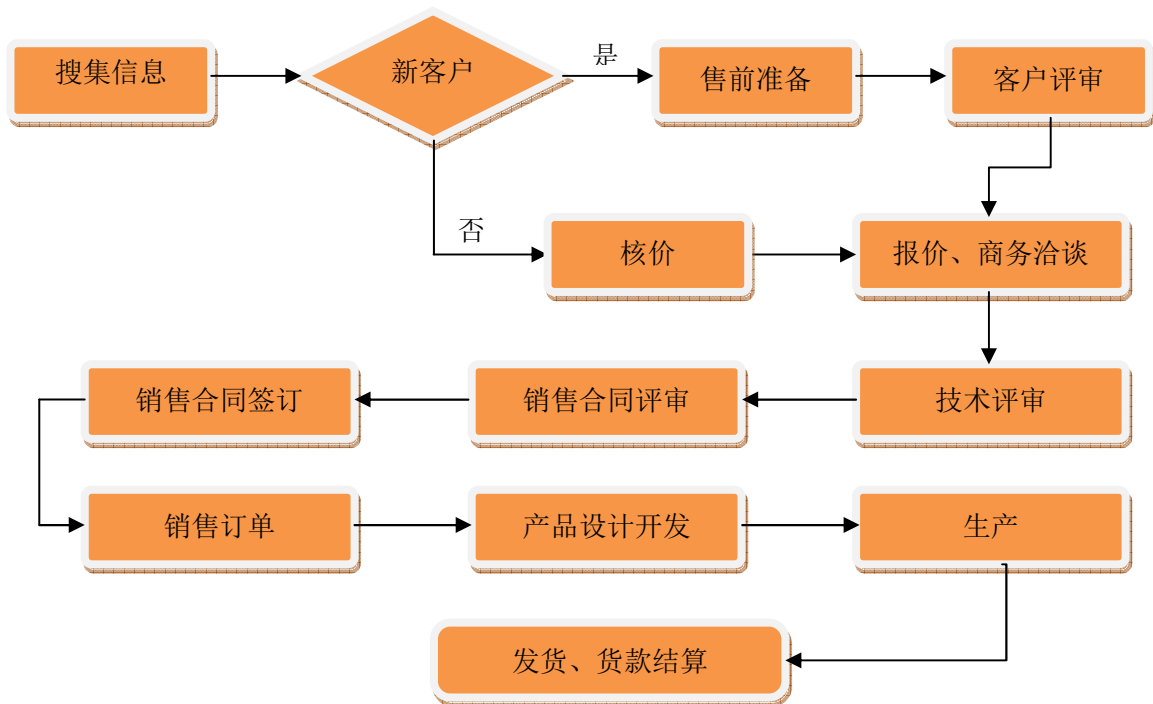 搜集信息
新客户
是
售前准备
客户评审
否
核价
报价、商务洽谈
销售合同签订
销售合同评审
技术评审
销售订单
产品设计开发
生产
发货、货款结算